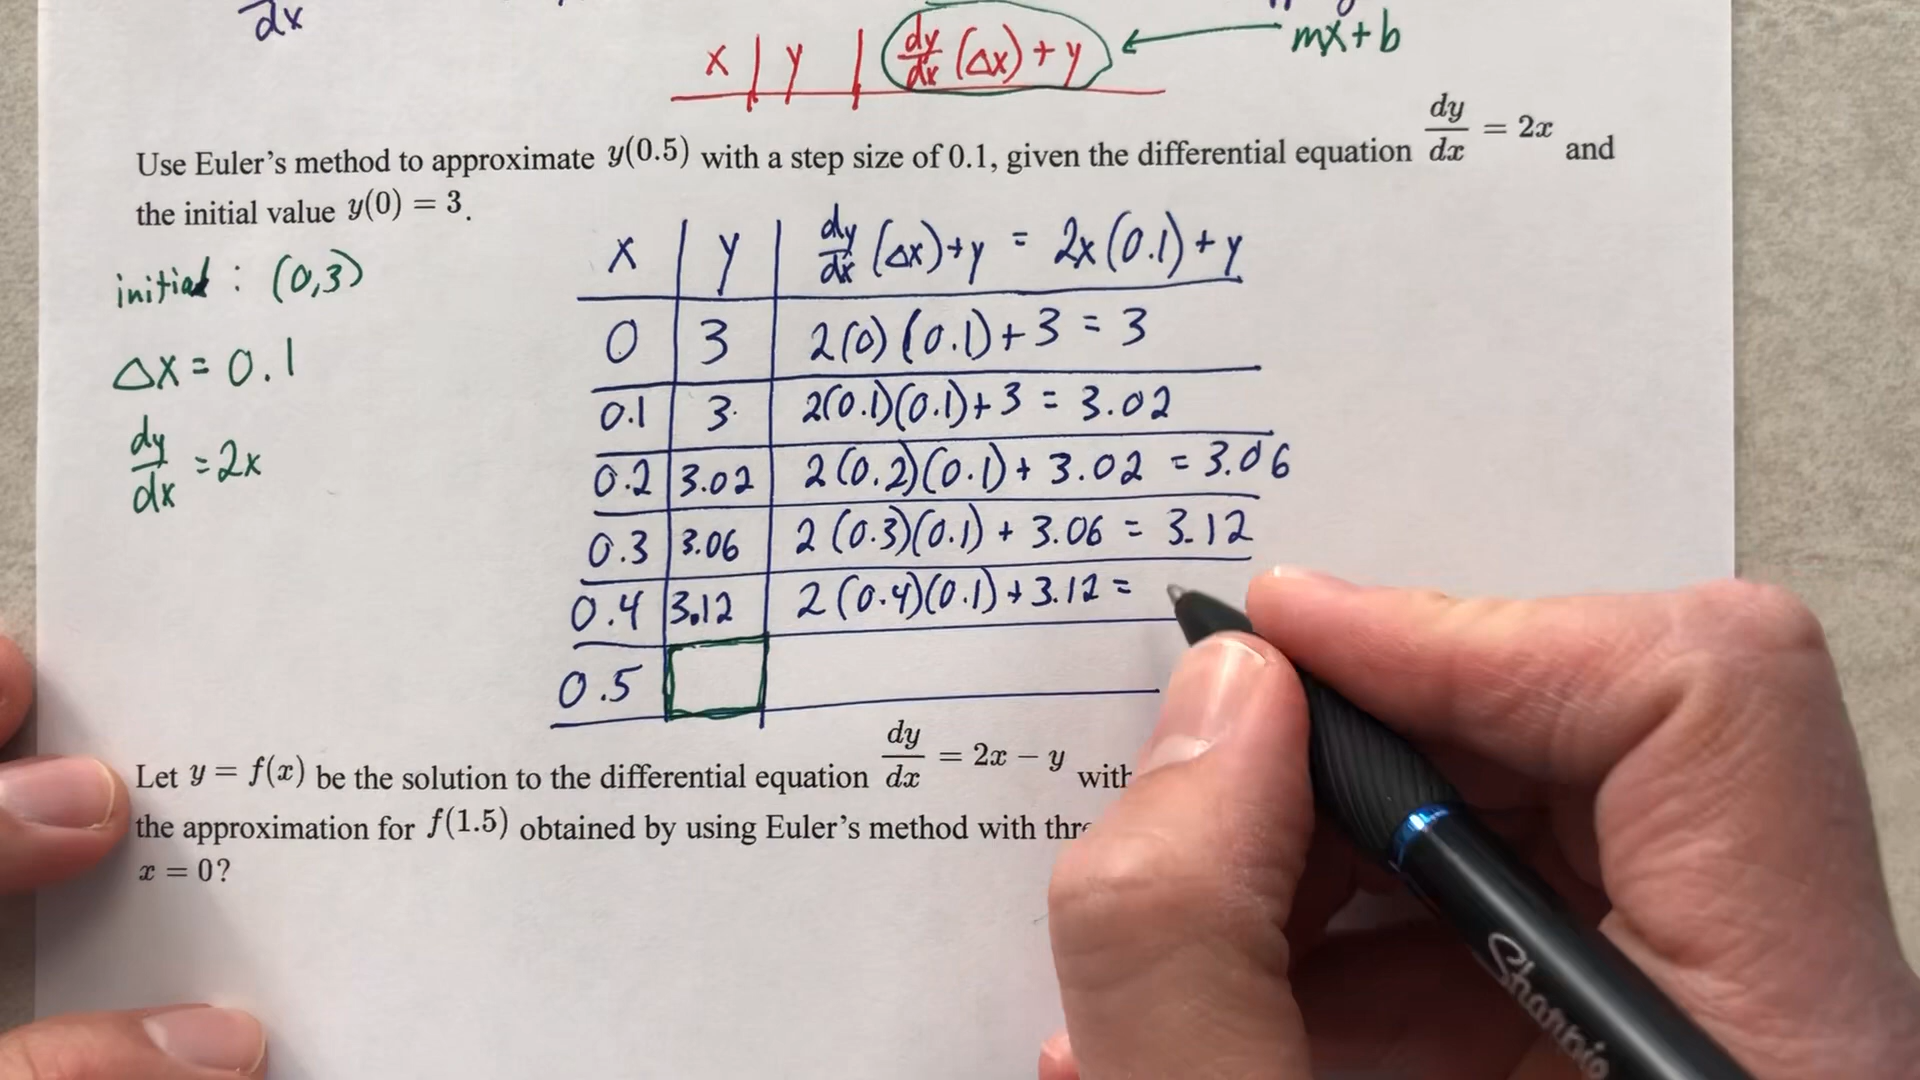 dx
x | y | dy/dx (Δx) + y ← mx+b
Use Euler's method to approximate y(0.5) with a step size of 0.1, given the differential equation dy/dx = 2x and
the initial value y(0) = 3.
initial : (0,3)
Δx = 0.1
dy/dx = 2x
x | y | dy/dx (Δx)+y = 2x(0.1)+y
0 | 3 | 2(0)(0.1)+3 = 3
0.1 | 3 | 2(0.1)(0.1)+3 = 3.02
0.2 | 3.02 | 2(0.2)(0.1)+3.02 = 3.06
0.3 | 3.06 | 2(0.3)(0.1)+3.06 = 3.12
0.4 | 3.12 | 2(0.4)(0.1)+3.12 =
0.5
Let y = f(x) be the solution to the differential equation dy/dx = 2x − y with
the approximation for f(1.5) obtained by using Euler's method with
x = 0?
Sharpie